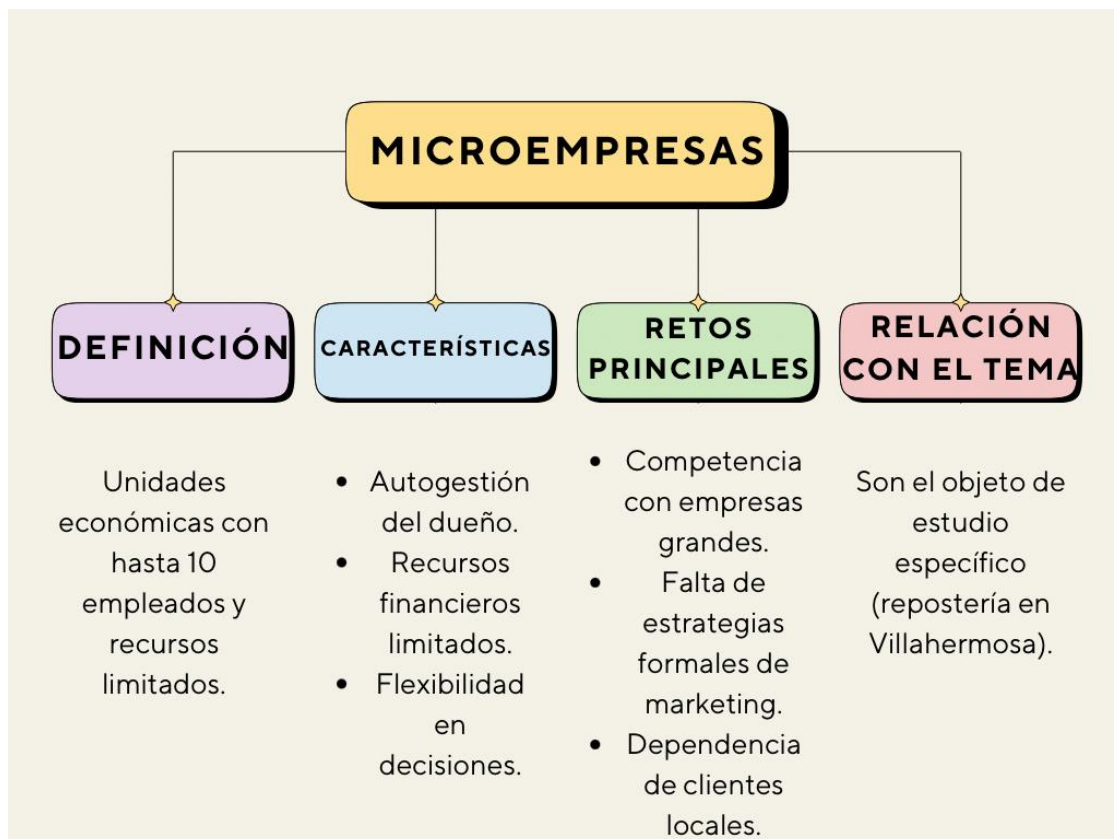 MICROEMPRESAS
DEFINICIÓN
Unidades
económicas con
hasta 10
empleados y
recursos
limitados.
CARACTERÍSTICAS
• Autogestión
del dueño.
• Recursos
financieros
limitados.
• Flexibilidad
en
decisiones.
RETOS
PRINCIPALES
• Competencia
con empresas
grandes.
• Falta de
estrategias
formales de
marketing.
• Dependencia
de clientes
locales.
RELACIÓN
CON EL TEMA
Son el objeto de
estudio
específico
(repostería en
Villahermosa).